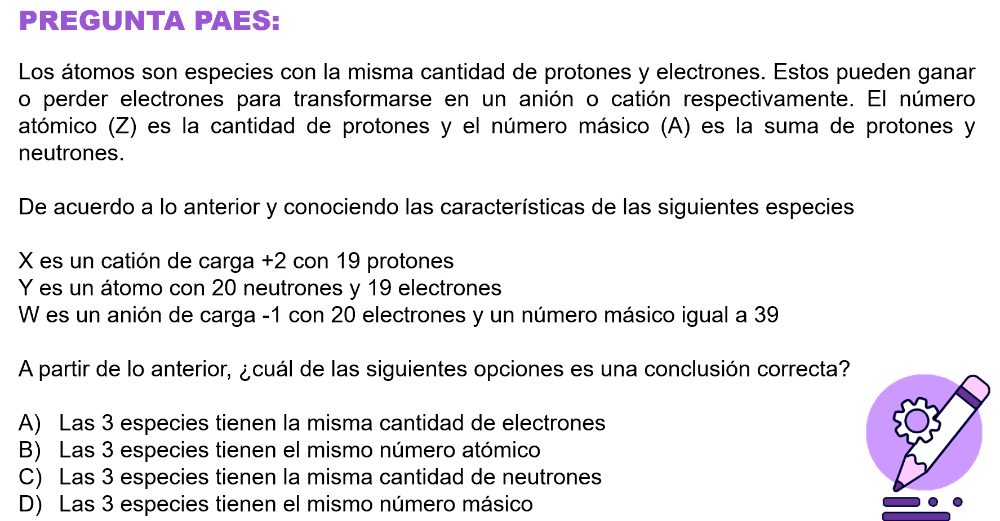 PREGUNTA PAES:
Los átomos son especies con la misma cantidad de protones y electrones. Estos pueden ganar
o perder electrones para transformarse en un anión o catión respectivamente. El número
atómico (Z) es la cantidad de protones y el número másico (A) es la suma de protones y
neutrones.
De acuerdo a lo anterior y conociendo las características de las siguientes especies
X es un catión de carga +2 con 19 protones
Y es un átomo con 20 neutrones y 19 electrones
W es un anión de carga -1 con 20 electrones y un número másico igual a 39
A partir de lo anterior, ¿cuál de las siguientes opciones es una conclusión correcta?
A) Las 3 especies tienen la misma cantidad de electrones
B) Las 3 especies tienen el mismo número atómico
C) Las 3 especies tienen la misma cantidad de neutrones
D) Las 3 especies tienen el mismo número másico